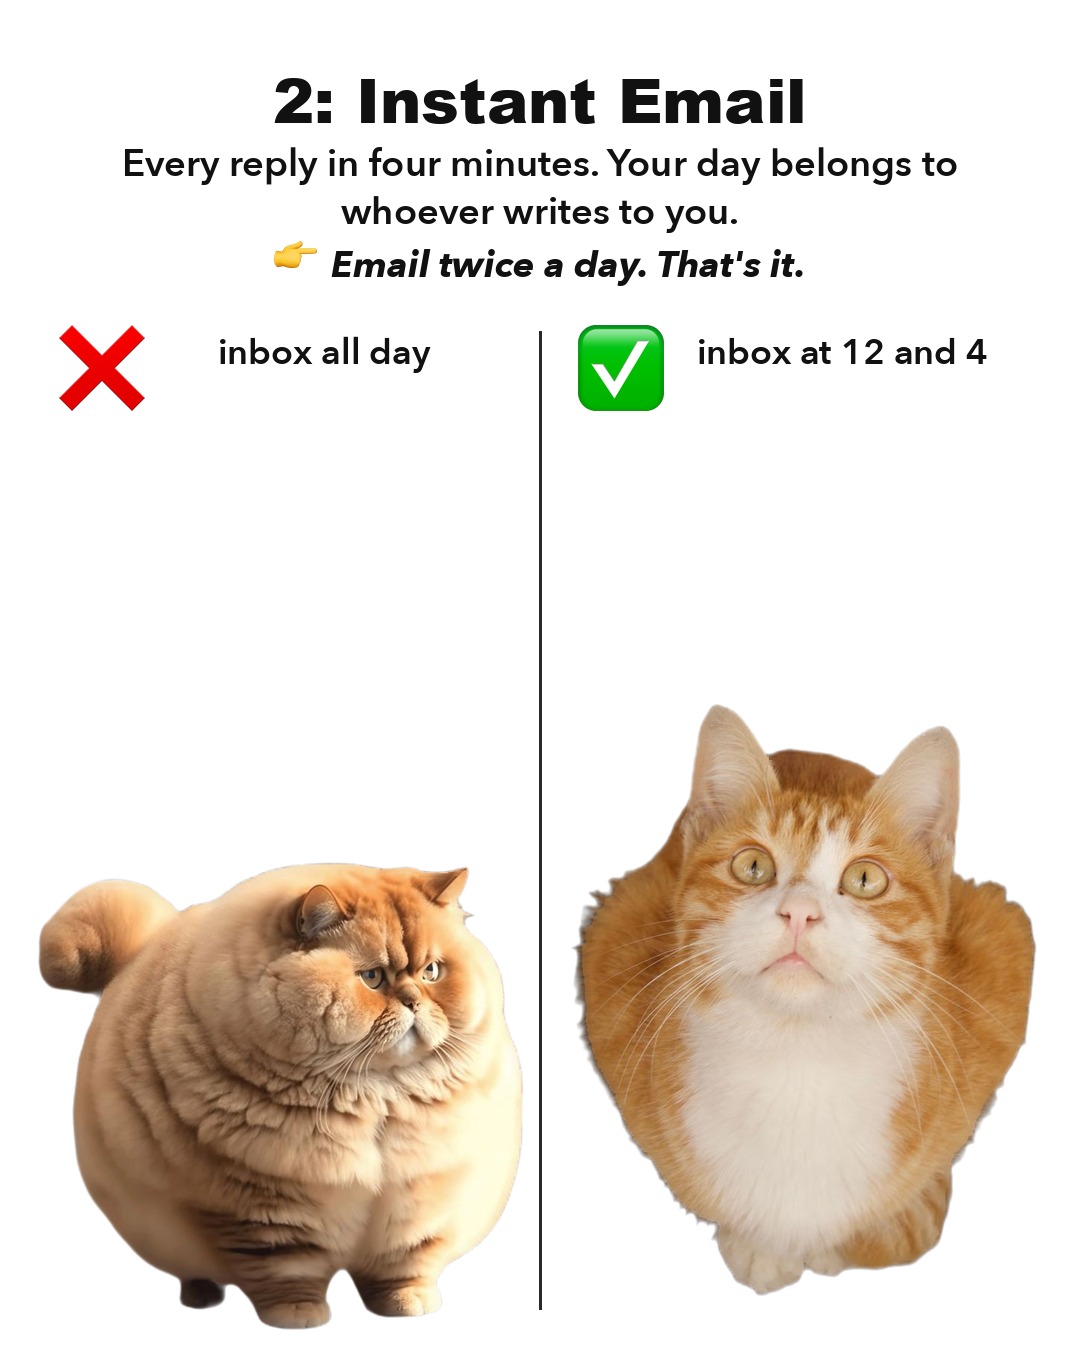 2: Instant Email
Every reply in four minutes. Your day belongs to
whoever writes to you.
👉 Email twice a day. That's it.
❌ inbox all day
✅ inbox at 12 and 4